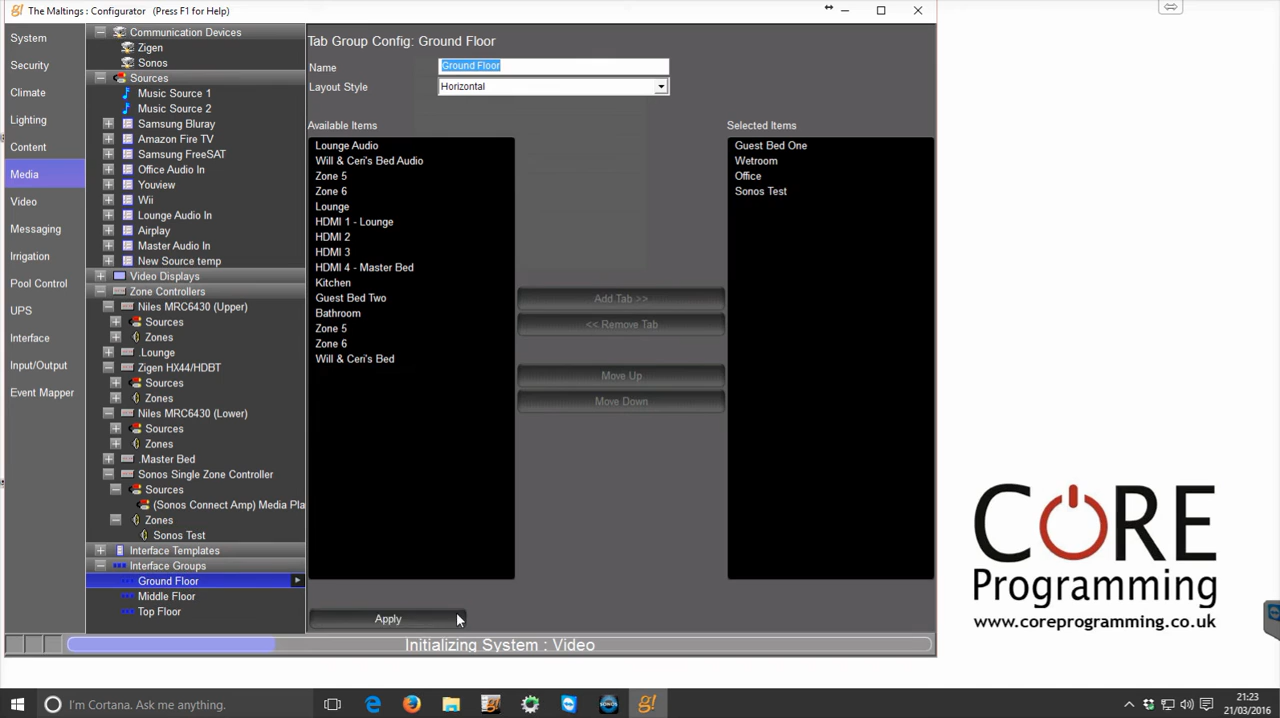 The Maltings : Configurator (Press F1 for Help)
System
Security
Climate
Lighting
Content
Media
Video
Messaging
Irrigation
Pool Control
UPS
Interface
Input/Output
Event Mapper
Communication Devices
Zigen
Sonos
Sources
Music Source 1
Music Source 2
Samsung Bluray
Amazon Fire TV
Samsung FreeSAT
Office Audio In
Youview
Wii
Lounge Audio In
Airplay
Master Audio In
New Source temp
Video Displays
Zone Controllers
Niles MRC6430 (Upper)
Sources
Zones
.Lounge
Zigen HX44/HDBT
Sources
Zones
Niles MRC6430 (Lower)
Sources
Zones
.Master Bed
Sonos Single Zone Controller
Sources
(Sonos Connect Amp) Media Pla
Zones
Sonos Test
Interface Templates
Interface Groups
Ground Floor
Middle Floor
Top Floor
Tab Group Config: Ground Floor
Name
Ground Floor
Layout Style
Horizontal
Available Items
Lounge Audio
Will & Ceri's Bed Audio
Zone 5
Zone 6
Lounge
HDMI 1 - Lounge
HDMI 2
HDMI 3
HDMI 4 - Master Bed
Kitchen
Guest Bed Two
Bathroom
Zone 5
Zone 6
Will & Ceri's Bed
Add Tab >>
<< Remove Tab
Move Up
Move Down
Selected Items
Guest Bed One
Wetroom
Office
Sonos Test
Apply
Initializing System : Video
CORE
Programming
www.coreprogramming.co.uk
I'm Cortana. Ask me anything.
SONOS
g!
21:23
21/03/2016